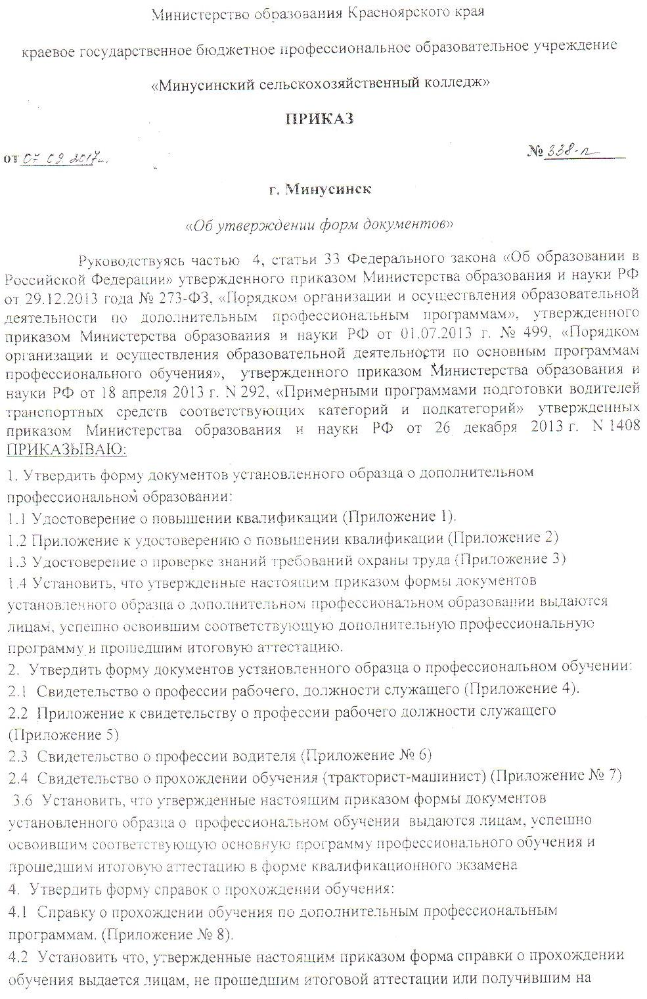 Министерство образования Красноярского края
краевое государственное бюджетное профессиональное образовательное учреждение
«Минусинский сельскохозяйственный колледж»
ПРИКАЗ
от 07 09. 2017г. № 338-п
г. Минусинск
«Об утверждении форм документов»
Руководствуясь частью 4, статьи 33 Федерального закона «Об образовании в
Российской Федерации» утвержденного приказом Министерства образования и науки РФ
от 29.12.2013 года № 273-ФЗ, «Порядком организации и осуществления образовательной
деятельности по дополнительным профессиональным программам», утвержденного
приказом Министерства образования и науки РФ от 01.07.2013 г. № 499, «Порядком
организации и осуществления образовательной деятельности по основным программам
профессионального обучения», утвержденного приказом Министерства образования и
науки РФ от 18 апреля 2013 г. N 292, «Примерными программами подготовки водителей
транспортных средств соответствующих категорий и подкатегорий» утвержденных
приказом Министерства образования и науки РФ от 26 декабря 2013 г. N 1408
ПРИКАЗЫВАЮ:
1. Утвердить форму документов установленного образца о дополнительном
профессиональном образовании:
1.1 Удостоверение о повышении квалификации (Приложение 1).
1.2 Приложение к удостоверению о повышении квалификации (Приложение 2)
1.3 Удостоверение о проверке знаний требований охраны труда (Приложение 3)
1.4 Установить, что утвержденные настоящим приказом формы документов
установленного образца о дополнительном профессиональном образовании выдаются
лицам, успешно освоившим соответствующую дополнительную профессиональную
программу и прошедшим итоговую аттестацию.
2. Утвердить форму документов установленного образца о профессиональном обучении:
2.1 Свидетельство о профессии рабочего, должности служащего (Приложение 4).
2.2 Приложение к свидетельству о профессии рабочего должности служащего
(Приложение 5)
2.3 Свидетельство о профессии водителя (Приложение № 6)
2.4 Свидетельство о прохождении обучения (тракторист-машинист) (Приложение № 7)
3.6 Установить, что утвержденные настоящим приказом формы документов
установленного образца о профессиональном обучении выдаются лицам, успешно
освоившим соответствующую основную программу профессионального обучения и
прошедшим итоговую аттестацию в форме квалификационного экзамена
4. Утвердить форму справок о прохождении обучения:
4.1 Справку о прохождении обучения по дополнительным профессиональным
программам. (Приложение № 8).
4.2 Установить что, утвержденные настоящим приказом форма справки о прохождении
обучения выдается лицам, не прошедшим итоговой аттестации или получившим на